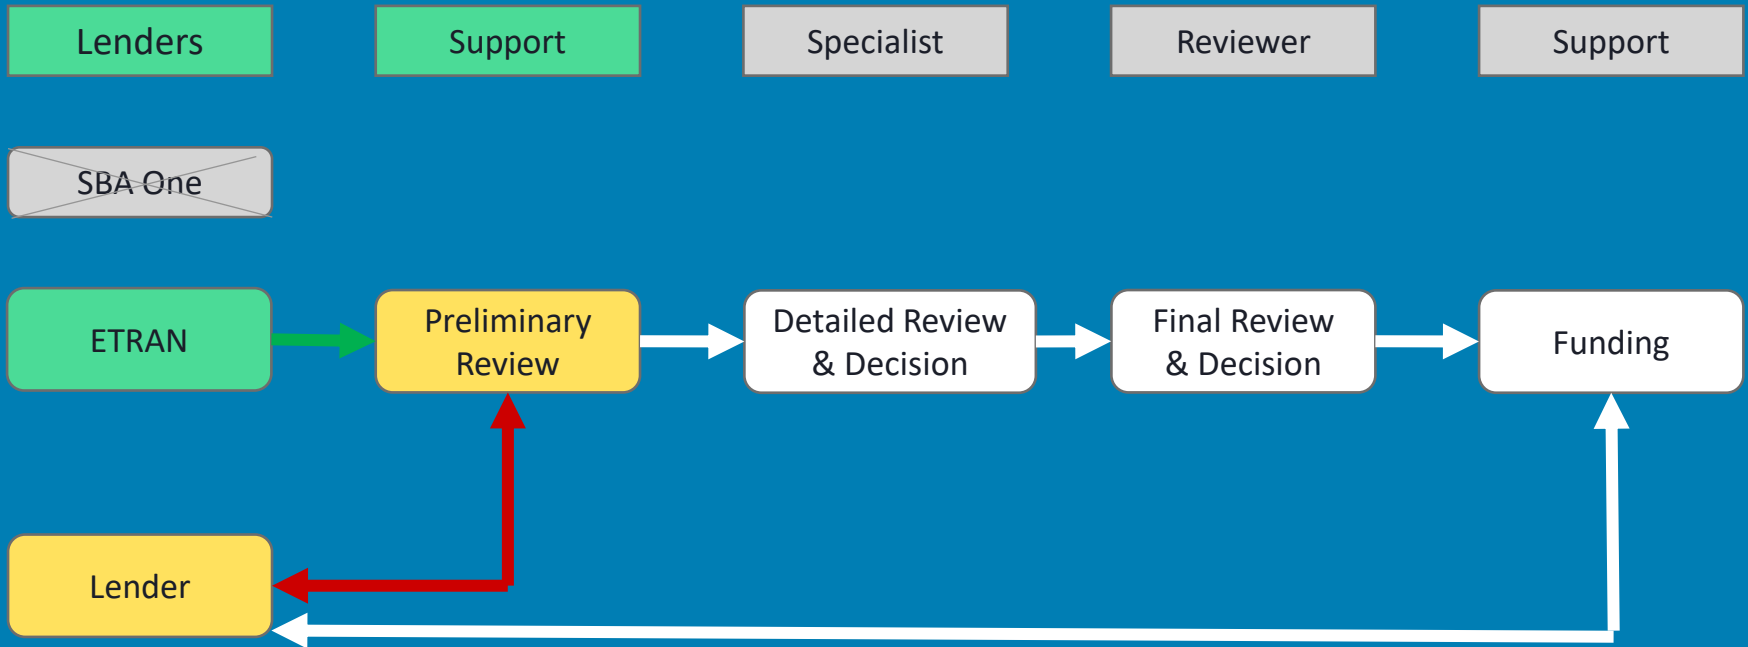 Lenders
Support
Specialist
Reviewer
Support
SBA One
ETRAN
Preliminary
Review
Detailed Review
& Decision
Final Review
& Decision
Funding
Lender